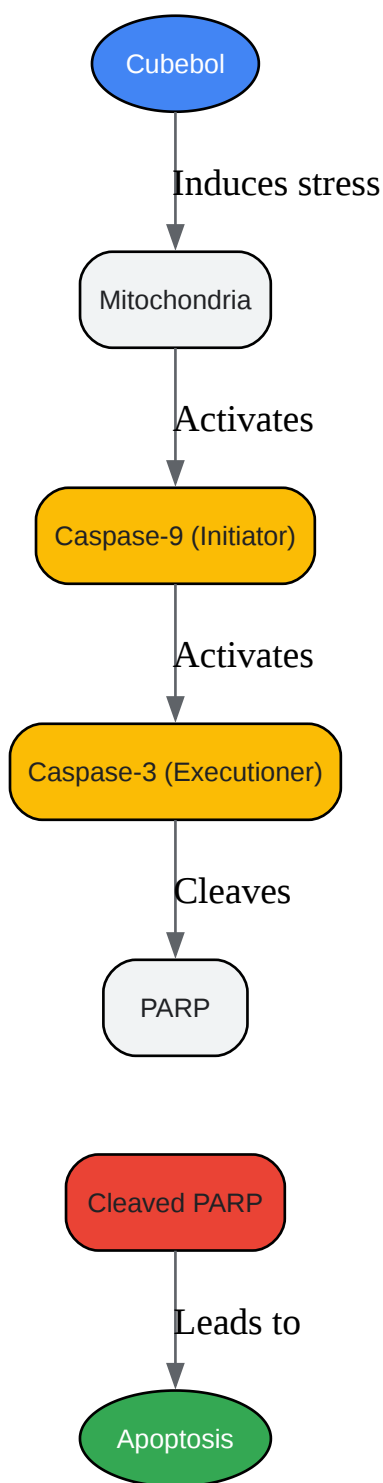 Cubebol
Induces stress
Mitochondria
Activates
Caspase-9 (Initiator)
Activates
Caspase-3 (Executioner)
Cleaves
PARP
Cleaved PARP
Leads to
Apoptosis